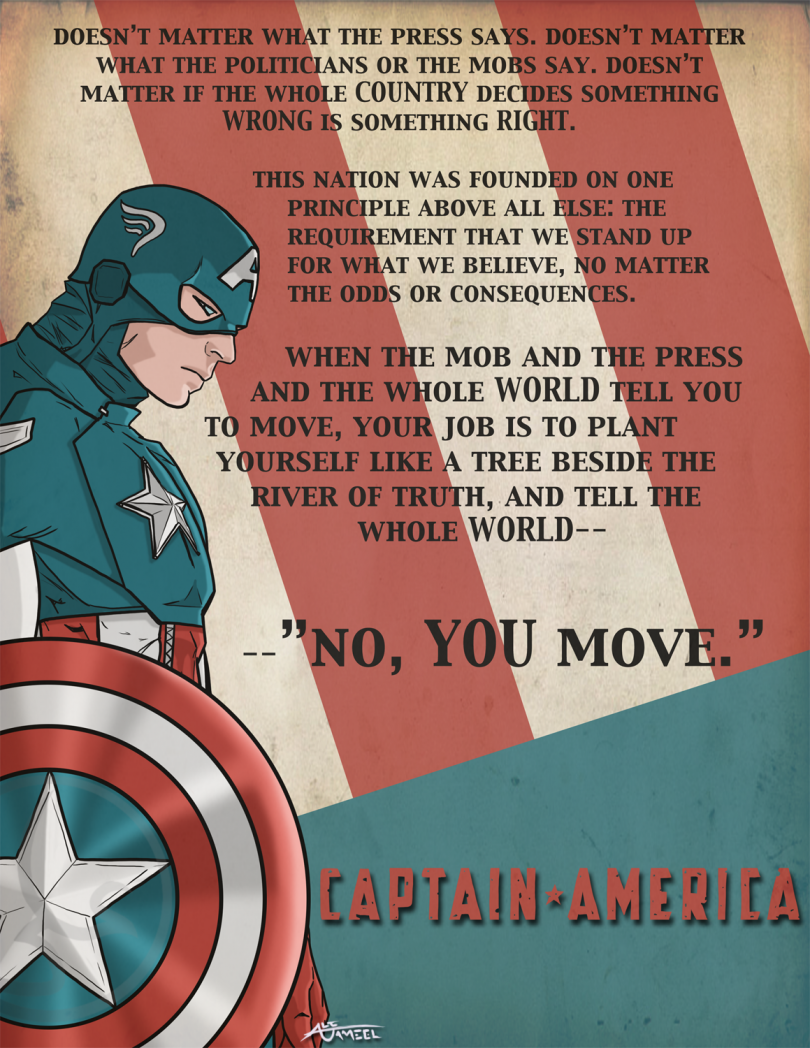 DOESN'T MATTER WHAT THE PRESS SAYS. DOESN'T MATTER
WHAT THE POLITICIANS OR THE MOBS SAY. DOESN'T
MATTER IF THE WHOLE COUNTRY DECIDES SOMETHING
WRONG IS SOMETHING RIGHT.
THIS NATION WAS FOUNDED ON ONE
PRINCIPLE ABOVE ALL ELSE: THE
REQUIREMENT THAT WE STAND UP
FOR WHAT WE BELIEVE, NO MATTER
THE ODDS OR CONSEQUENCES.
WHEN THE MOB AND THE PRESS
AND THE WHOLE WORLD TELL YOU
TO MOVE, YOUR JOB IS TO PLANT
YOURSELF LIKE A TREE BESIDE THE
RIVER OF TRUTH, AND TELL THE
WHOLE WORLD--
--"NO, YOU MOVE."
CAPTAIN★AMERICA
JAMEEL